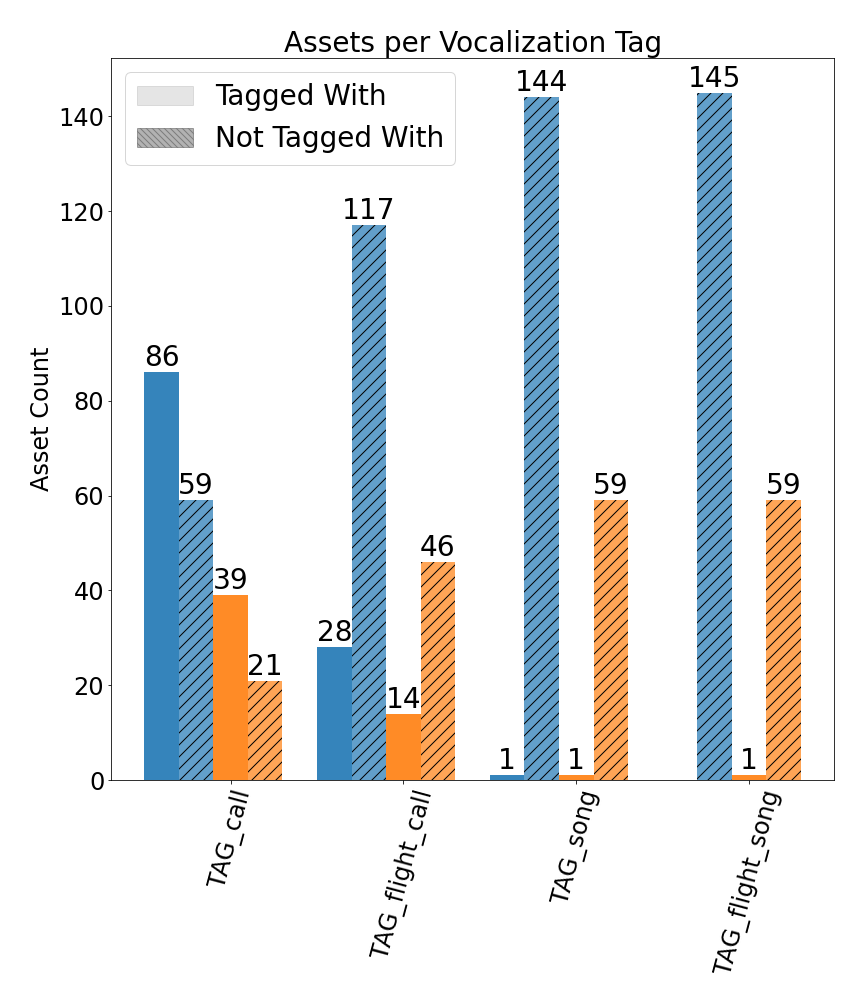 Assets per Vocalization Tag
Tagged With
Not Tagged With
Asset Count
140
120
100
80
60
40
20
0
86
59
39
21
28
117
14
46
1
144
1
59
145
1
59
TAG_call
TAG_flight_call
TAG_song
TAG_flight_song